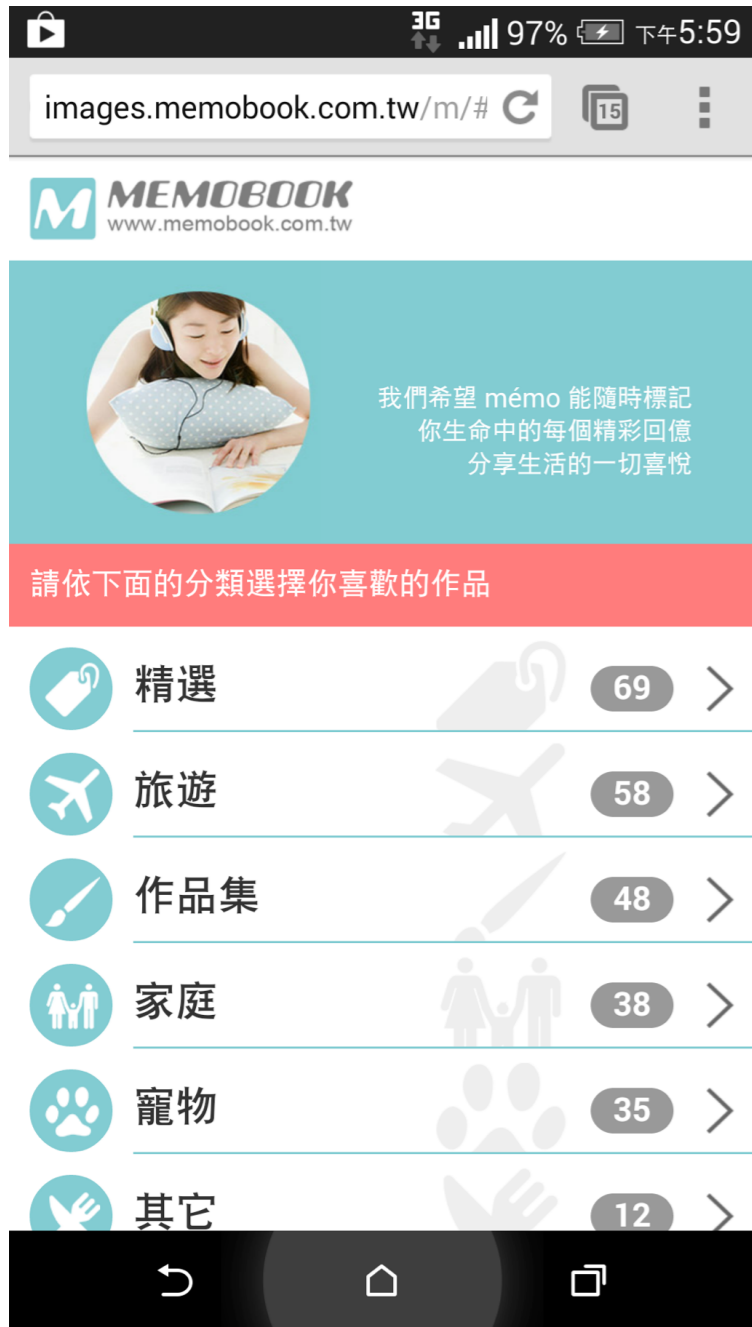 3G 97% 下午5:59
images.memobook.com.tw/m/# 15
M MEMOBOOK
www.memobook.com.tw
我們希望 mémo 能隨時標記
你生命中的每個精彩回億
分享生活的一切喜悅
請依下面的分類選擇你喜歡的作品
精選 69
旅遊 58
作品集 48
家庭 38
寵物 35
其它 12